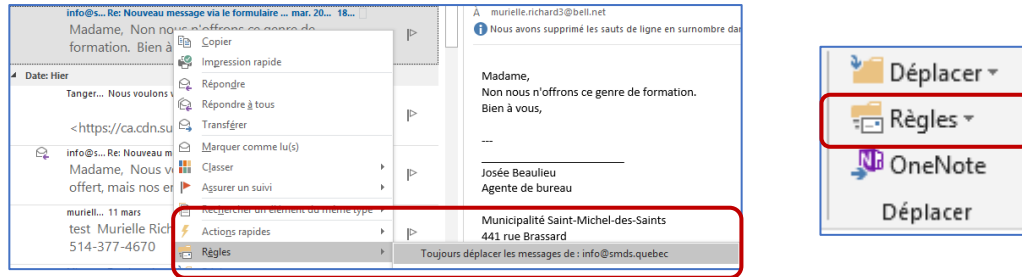 info@s... Re: Nouveau message via le formulaire ... mar. 20... 18...
Madame, Non nous n'offrons ce genre de
formation. Bien à
Date: Hier
Tanger... Nous voulons
<https://ca.cdn.su
info@s... Re: Nouveau m
Madame, Nous
offert, mais nos
muriell... 11 mars
test Murielle Rich
514-377-4670
Copier
Impression rapide
Répondre
Répondre à tous
Transférer
Marquer comme lu(s)
Classer
Assurer un suivi
Rechercher un élément du même type
Actions rapides
Règles
Toujours déplacer les messages de : info@smds.quebec
À murielle.richard3@bell.net
Nous avons supprimé les sauts de ligne en surnombre dan
Madame,
Non nous n'offrons ce genre de formation.
Bien à vous,
---
Josée Beaulieu
Agente de bureau
Municipalité Saint-Michel-des-Saints
441 rue Brassard
Déplacer
Règles
OneNote
Déplacer